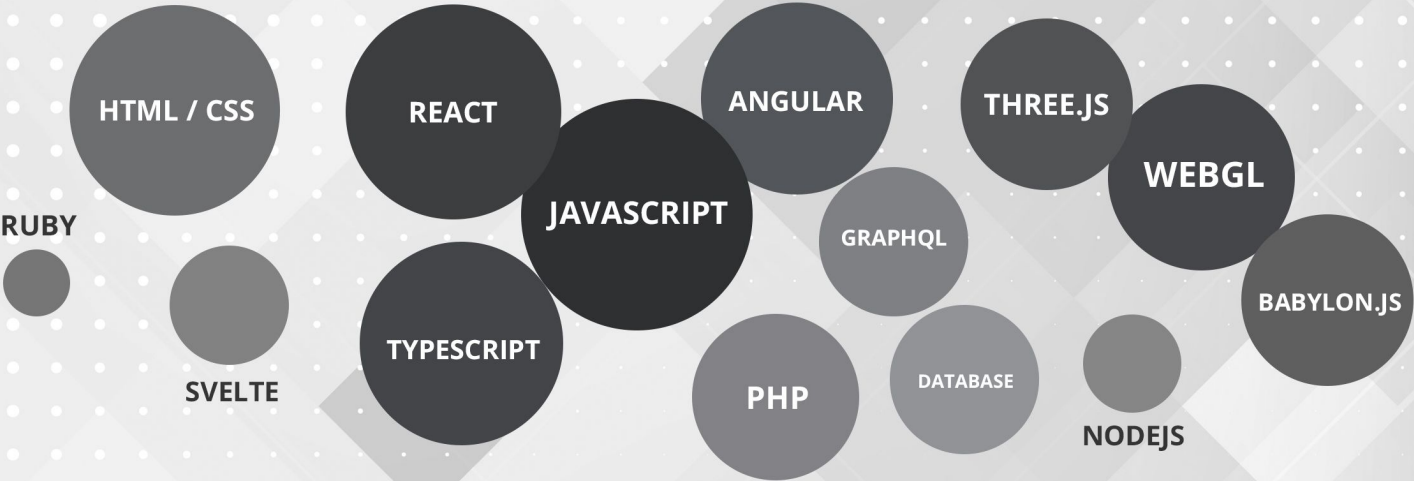 HTML / CSS
REACT
ANGULAR
THREE.JS
WEBGL
JAVASCRIPT
RUBY
GRAPHQL
BABYLON.JS
TYPESCRIPT
SVELTE
PHP
DATABASE
NODEJS